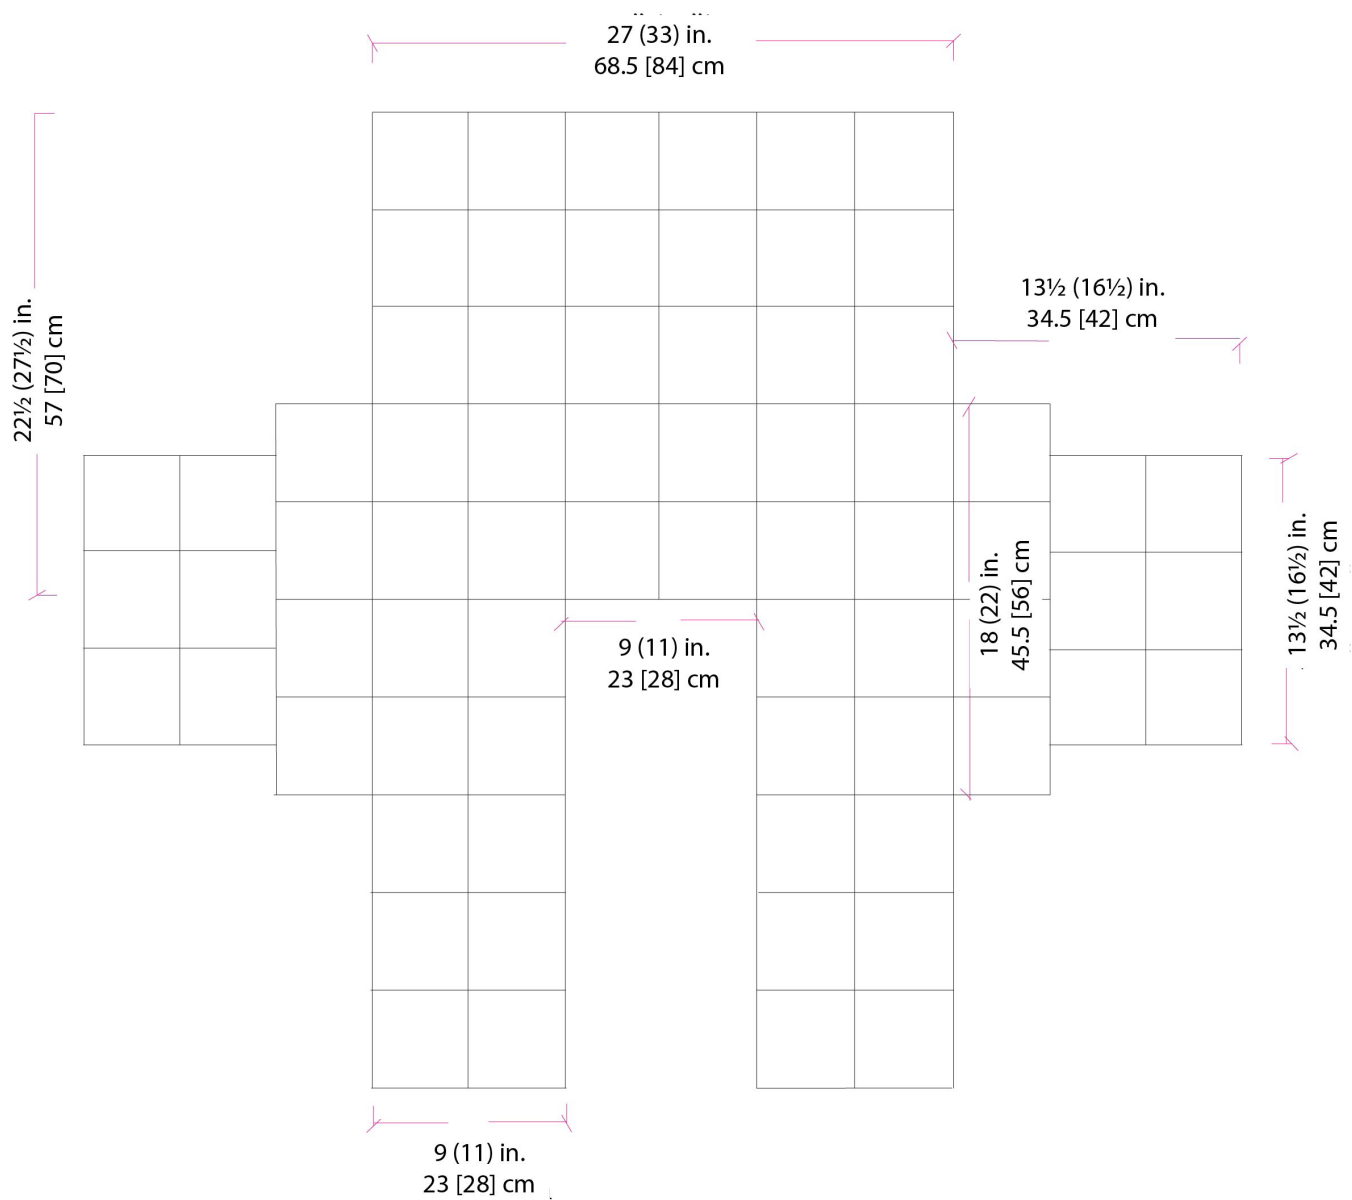 27 (33) in.
68.5 [84] cm
13½ (16½) in.
34.5 [42] cm
22½ (27½) in.
57 [70] cm
18 (22) in.
45.5 [56] cm
13½ (16½) in.
34.5 [42] cm
9 (11) in.
23 [28] cm
9 (11) in.
23 [28] cm